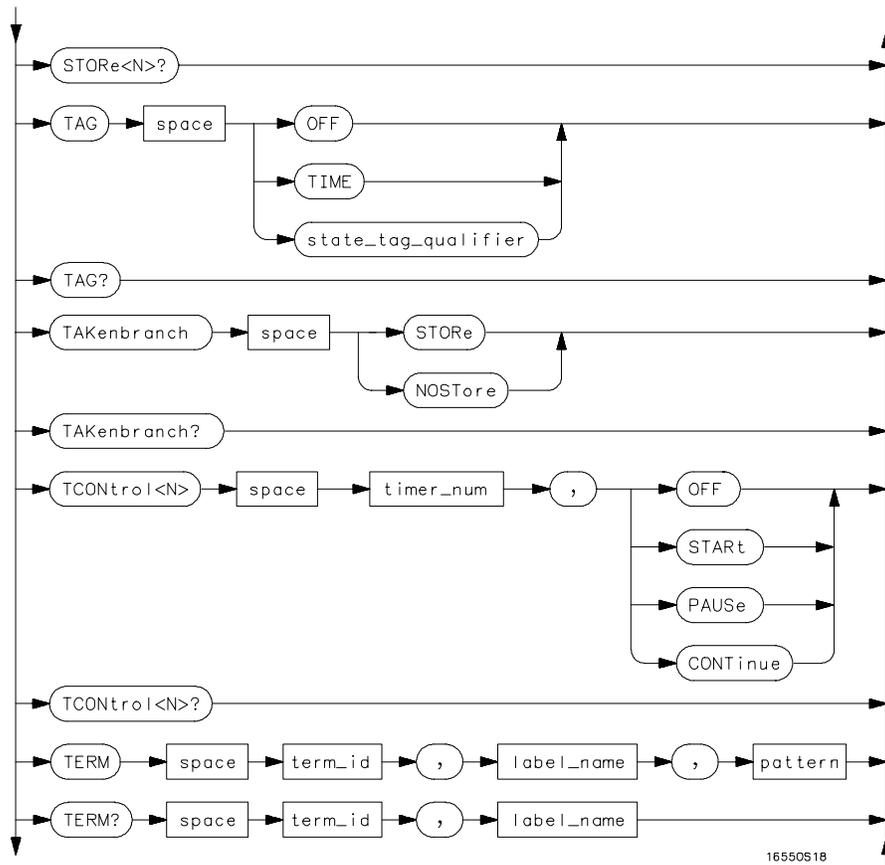 STORe<N>?
TAG space OFF
TIME
state_tag_qualifier
TAG?
TAKenbranch space STORe
NOSTore
TAKenbranch?
TCONtrol<N> space timer_num , OFF
STARt
PAUSe
CONTinue
TCONtrol<N>?
TERM space term_id , label_name , pattern
TERM? space term_id , label_name
16550S18